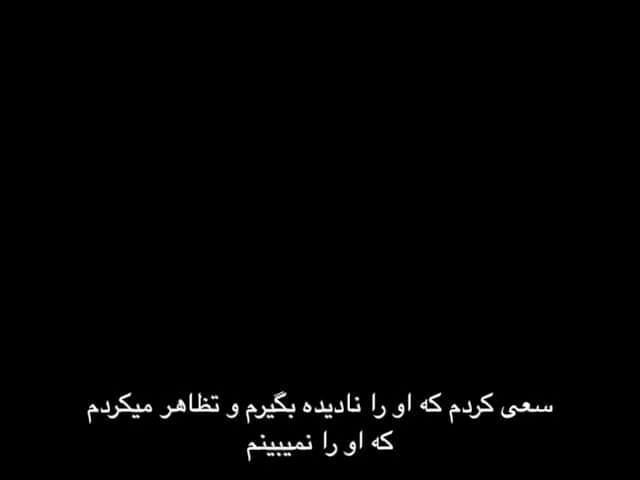 سعی کردم که او را نادیده بگیرم و تظاهر میکردم
که او را نمیبینم